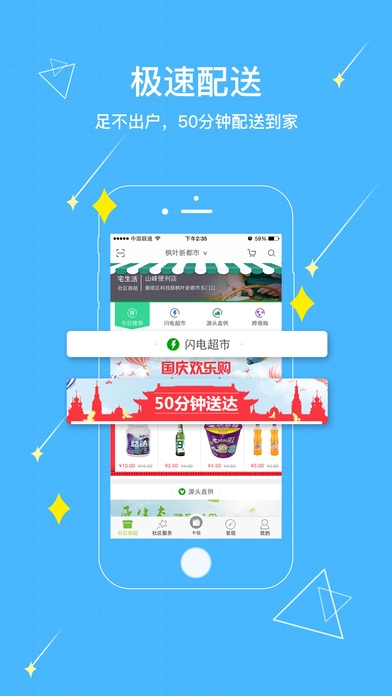 极速配送
足不出户，50分钟配送到家
中国联通
下午2:35
59%
枫叶新都市
宅生活
社区商超
山峰便利店
雁塔区科技路枫叶新都市东门口
今日推荐
闪电超市
源头直供
跨境购
闪电超市
国庆欢乐购
50分钟送达
¥10.00
¥3.50
¥4.50
¥3.50
源头直供
社区商超
社区服务
卡包
发现
我的